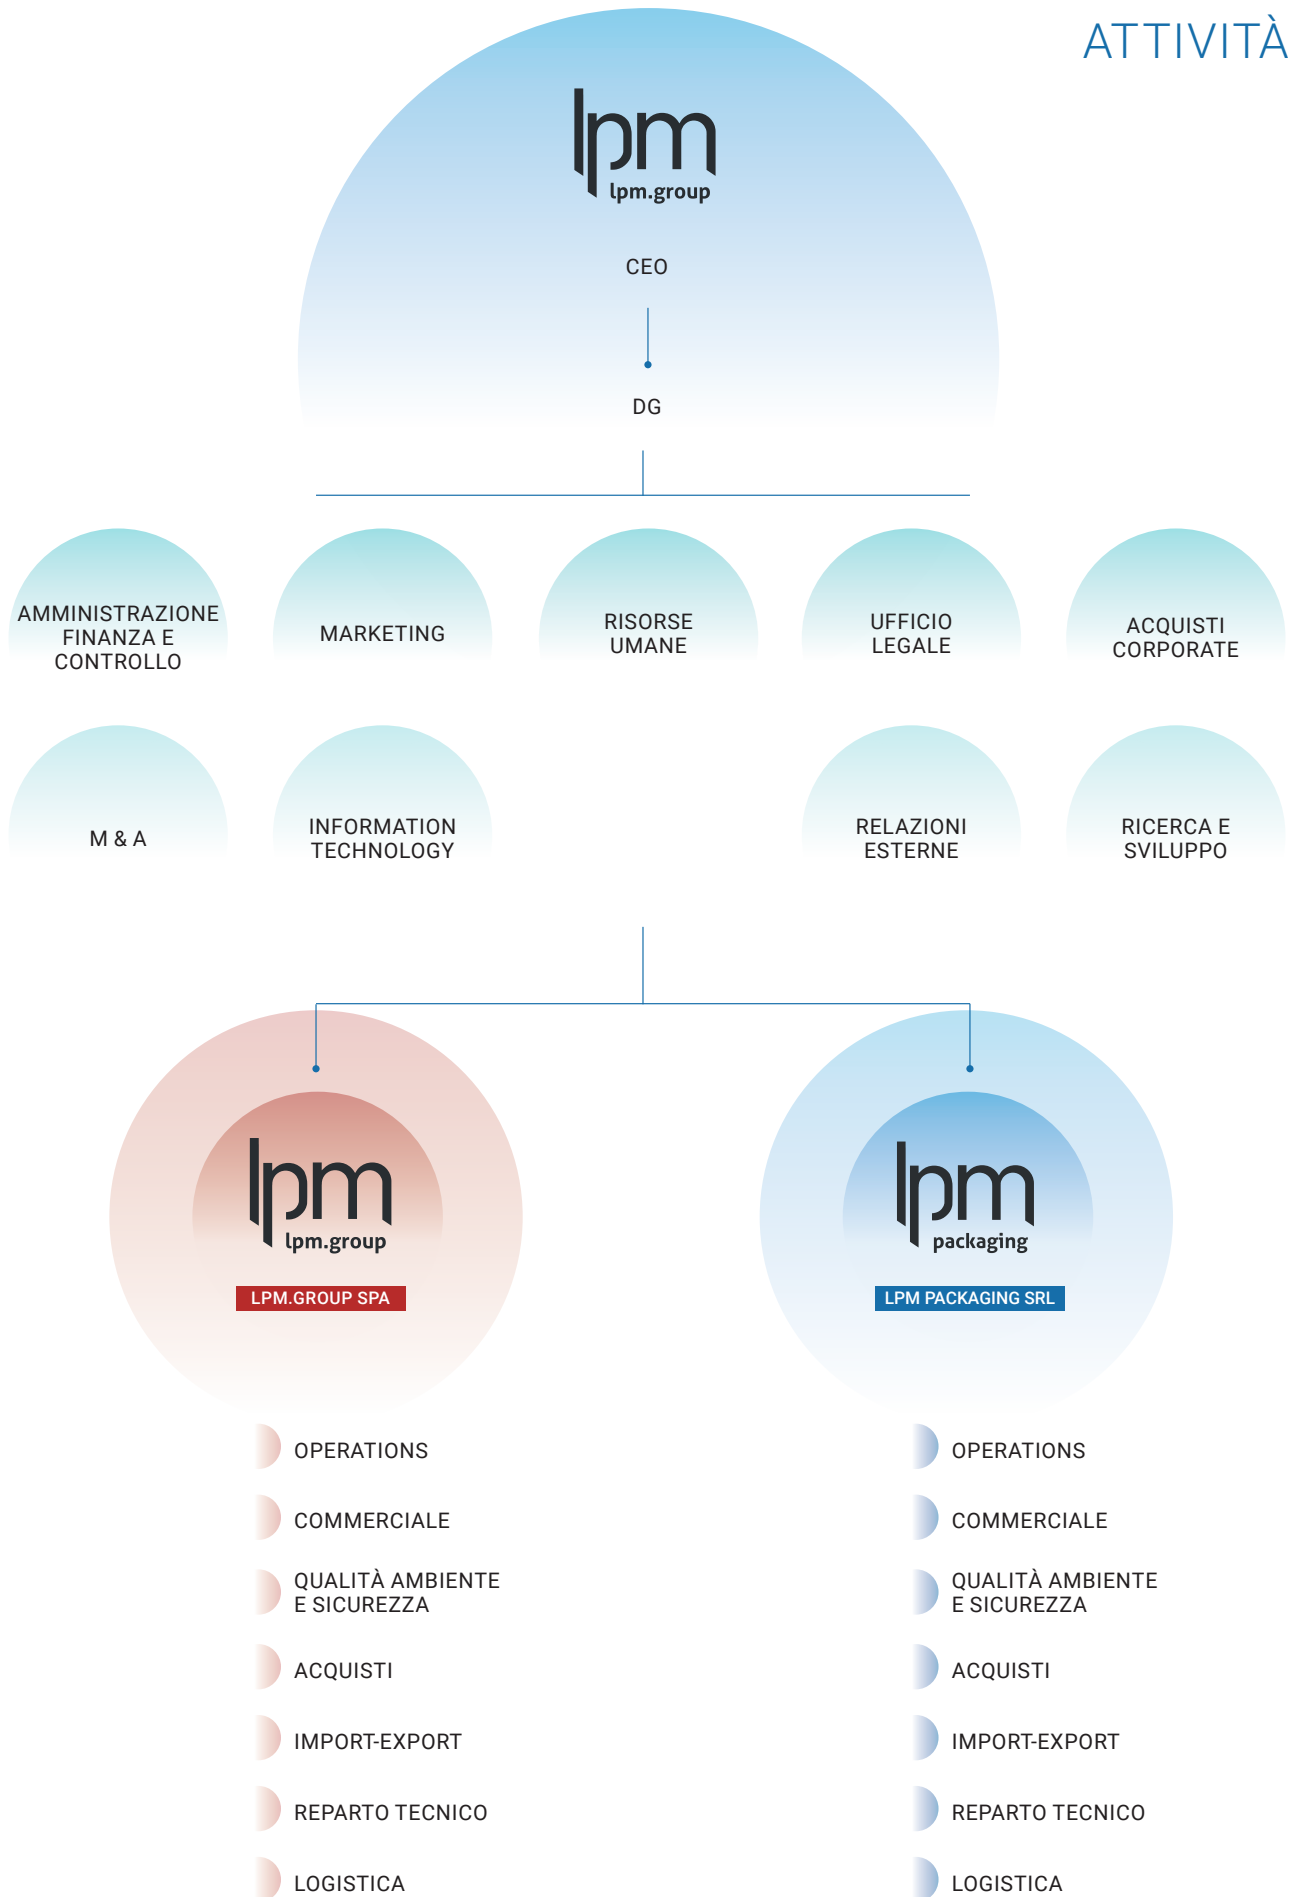 ATTIVITÀ
lpm
lpm.group
CEO
DG
AMMINISTRAZIONE
FINANZA E
CONTROLLO
MARKETING
RISORSE
UMANE
UFFICIO
LEGALE
ACQUISTI
CORPORATE
M & A
INFORMATION
TECHNOLOGY
RELAZIONI
ESTERNE
RICERCA E
SVILUPPO
lpm
lpm.group
LPM.GROUP SPA
lpm
packaging
LPM PACKAGING SRL
OPERATIONS
COMMERCIALE
QUALITÀ AMBIENTE
E SICUREZZA
ACQUISTI
IMPORT-EXPORT
REPARTO TECNICO
LOGISTICA
OPERATIONS
COMMERCIALE
QUALITÀ AMBIENTE
E SICUREZZA
ACQUISTI
IMPORT-EXPORT
REPARTO TECNICO
LOGISTICA